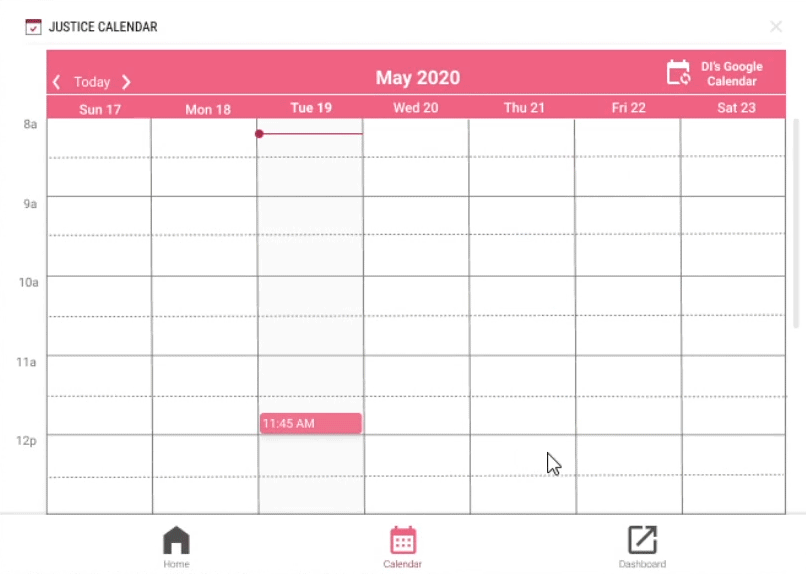 JUSTICE CALENDAR
Today
May 2020
DI's Google
Calendar
Sun 17 Mon 18 Tue 19 Wed 20 Thu 21 Fri 22 Sat 23
8a
9a
10a
11a
11:45 AM
12p
Home Calendar Dashboard